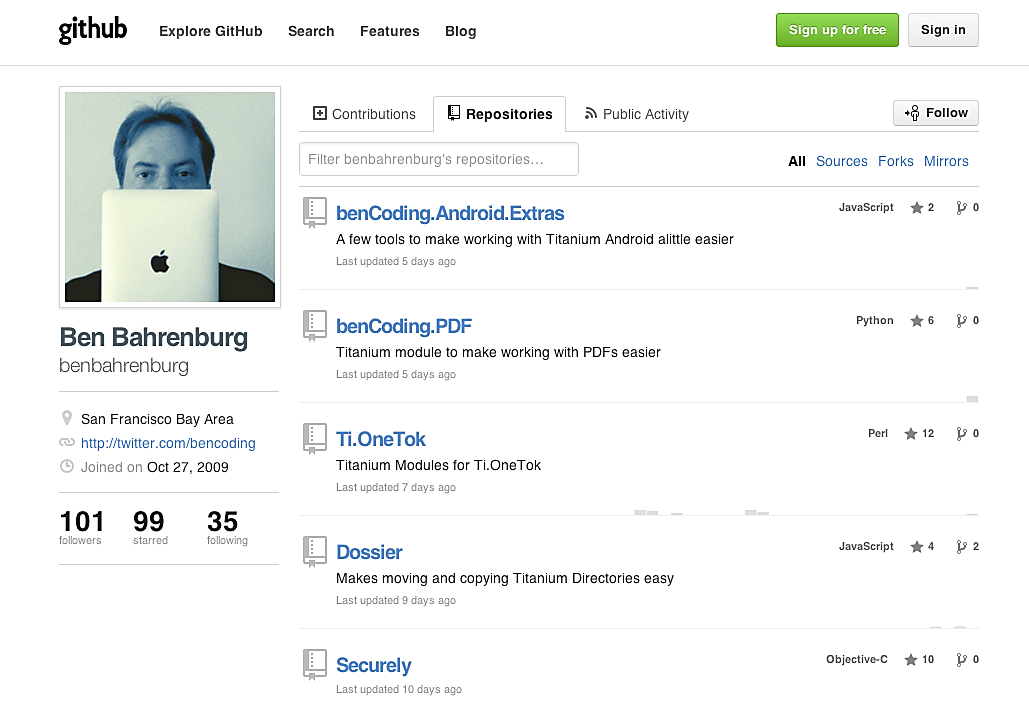 github
Explore GitHub Search Features Blog
Sign up for free Sign in
Contributions Repositories Public Activity
Follow
Filter benbahrenburg's repositories…
All Sources Forks Mirrors
Ben Bahrenburg
benbahrenburg
San Francisco Bay Area
http://twitter.com/bencoding
Joined on Oct 27, 2009
101 99 35
followers starred following
benCoding.Android.Extras
JavaScript 2 0
A few tools to make working with Titanium Android alittle easier
Last updated 5 days ago
benCoding.PDF
Python 6 0
Titanium module to make working with PDFs easier
Last updated 5 days ago
Ti.OneTok
Perl 12 0
Titanium Modules for Ti.OneTok
Last updated 7 days ago
Dossier
JavaScript 4 2
Makes moving and copying Titanium Directories easy
Last updated 9 days ago
Securely
Objective-C 10 0
Last updated 10 days ago